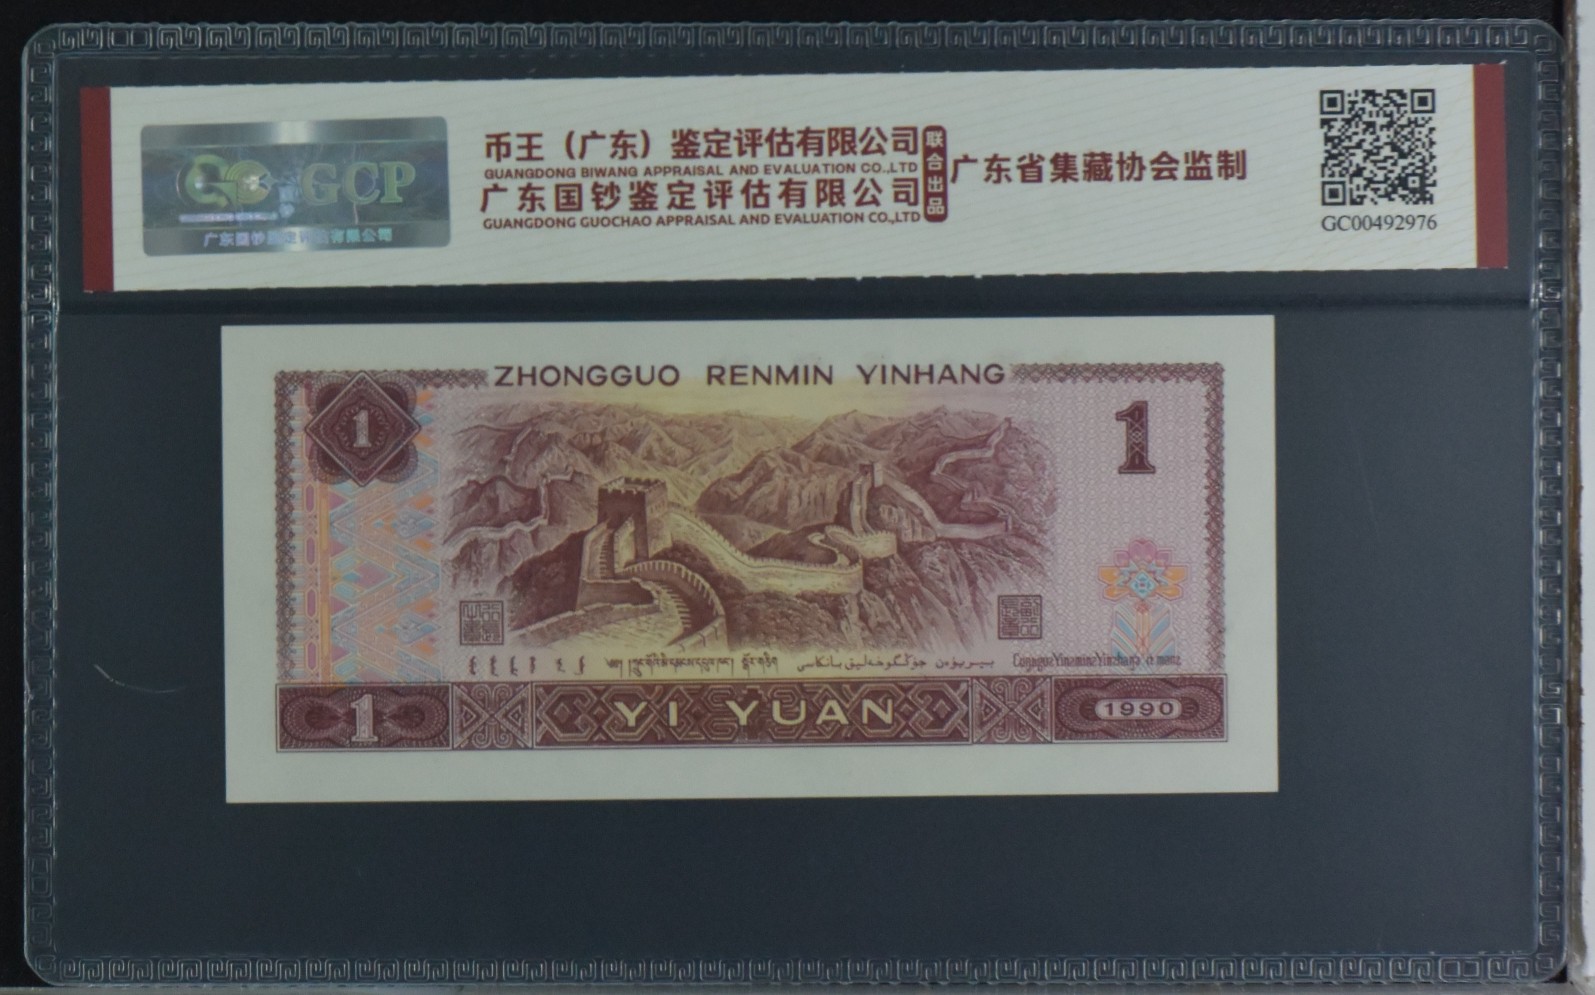 GCP
广东国钞鉴定评估有限公司
币王（广东）鉴定评估有限公司
GUANGDONG BIWANG APPRAISAL AND EVALUATION CO.,LTD
广东国钞鉴定评估有限公司
GUANGDONG GUOCHAO APPRAISAL AND EVALUATION CO.,LTD
联合出品
广东省集藏协会监制
GC00492976
ZHONGGUO RENMIN YINHANG
1
1
1
YI YUAN
1990